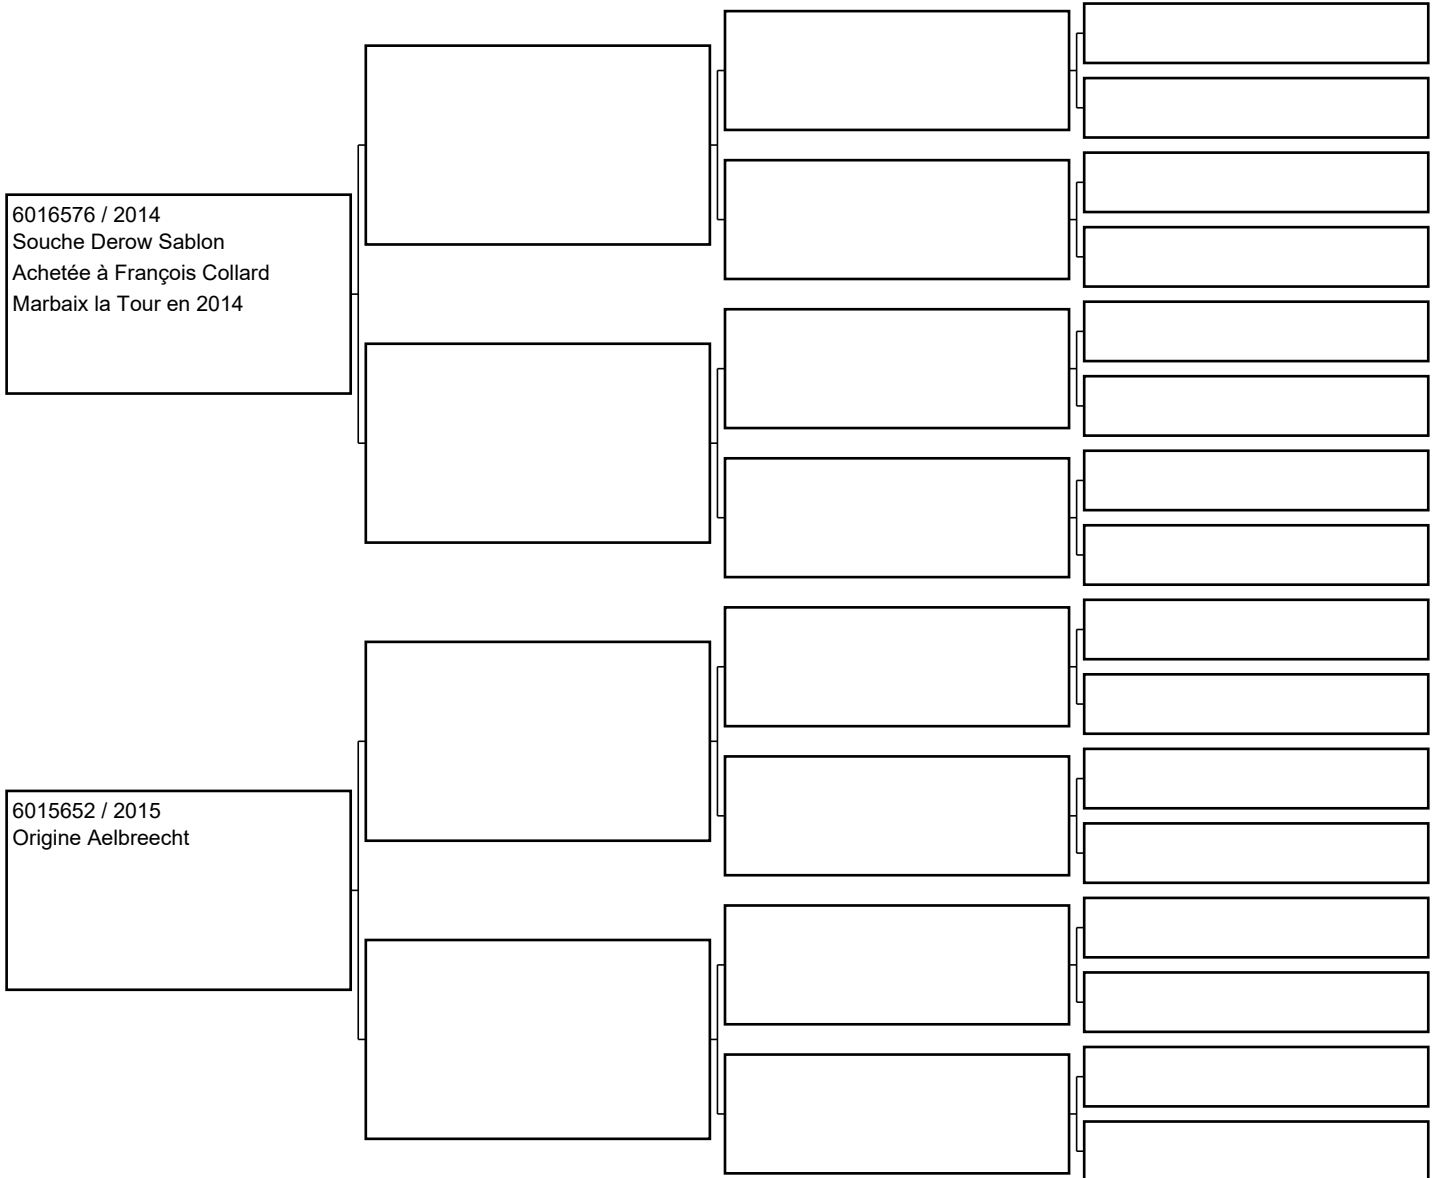 6016576 / 2014
Souche Derow Sablon
Achetée à François Collard
Marbaix la Tour en 2014
6015652 / 2015
Origine Aelbreecht